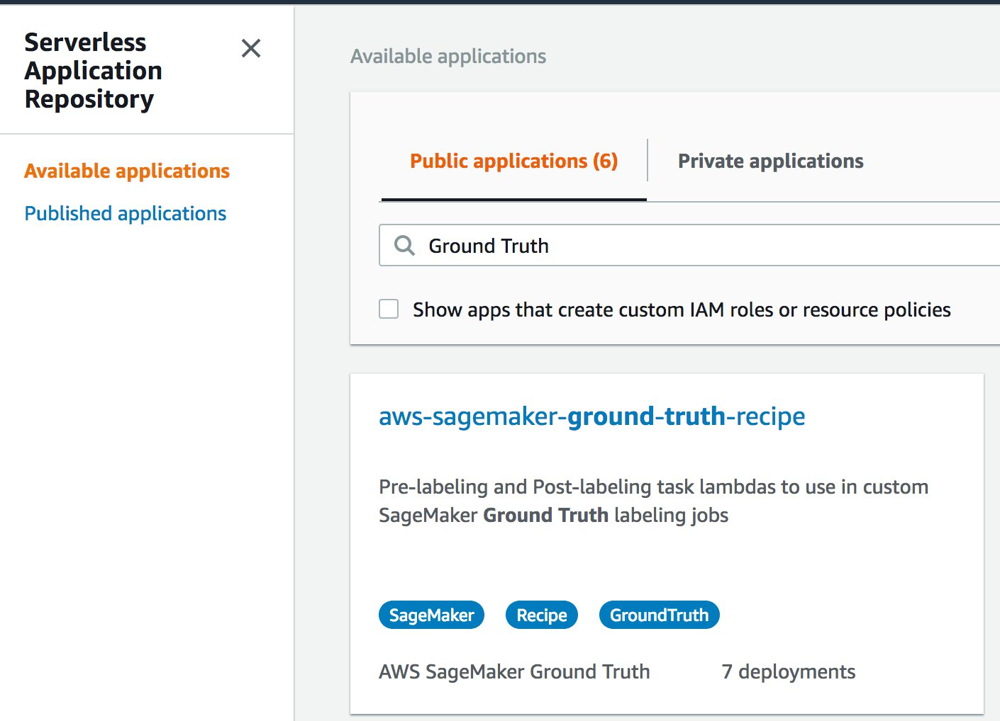 Serverless
Application
Repository
Available applications
Published applications
Available applications
Public applications (6)
Private applications
Ground Truth
Show apps that create custom IAM roles or resource policies
aws-sagemaker-ground-truth-recipe
Pre-labeling and Post-labeling task lambdas to use in custom
SageMaker Ground Truth labeling jobs
SageMaker
Recipe
GroundTruth
AWS SageMaker Ground Truth
7 deployments